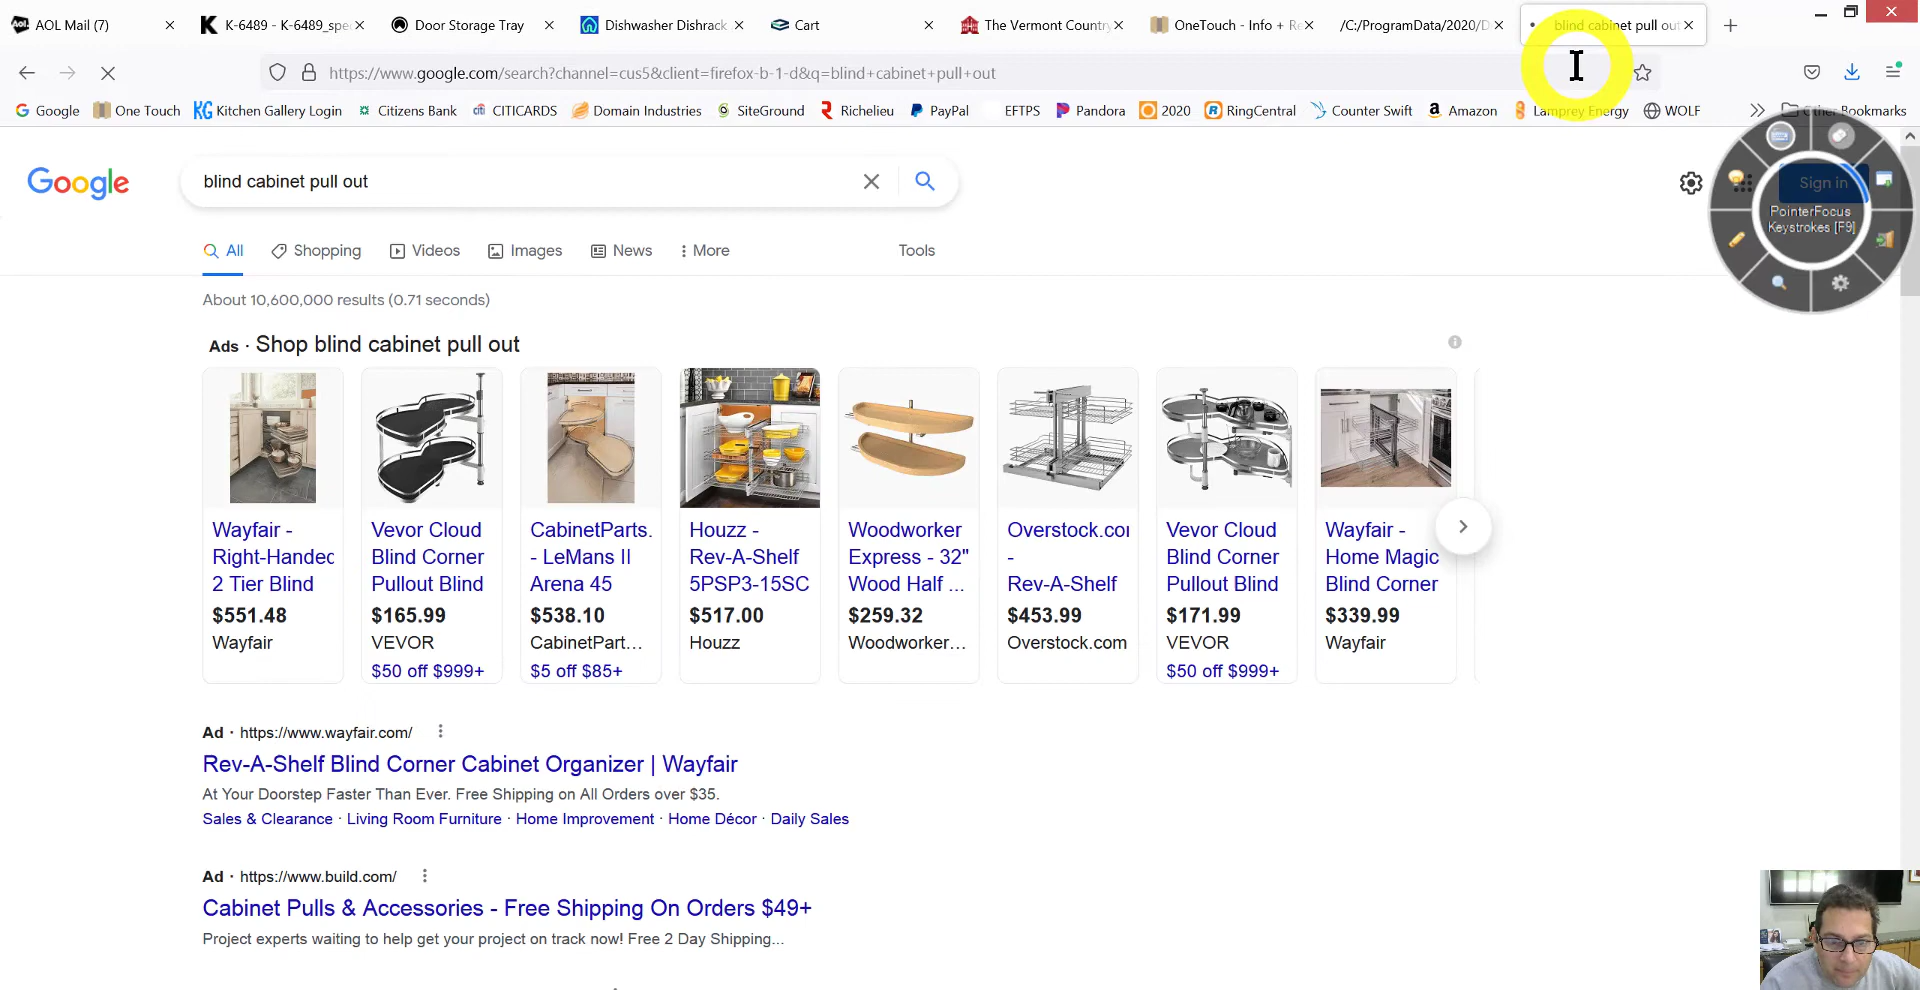 AOL Mail (7)
K-6489 - K-6489_spec
Door Storage Tray
Dishwasher Dishrack
Cart
The Vermont Country
OneTouch - Info + Re
/C:/ProgramData/2020/D
blind cabinet pull out
https://www.google.com/search?channel=cus5&client=firefox-b-1-d&q=blind+cabinet+pull+out
Google
One Touch
KG Kitchen Gallery Login
Citizens Bank
citi CITICARDS
Domain Industries
SiteGround
Richelieu
PayPal
EFTPS
Pandora
2020
RingCentral
Counter Swift
Amazon
Lamprey Energy
WOLF
Other Bookmarks
Google
blind cabinet pull out
Sign in
PointerFocus
Keystrokes [F9]
All
Shopping
Videos
Images
News
More
Tools
About 10,600,000 results (0.71 seconds)
Ads · Shop blind cabinet pull out
Wayfair -
Right-Handed
2 Tier Blind
$551.48
Wayfair
Vevor Cloud
Blind Corner
Pullout Blind
$165.99
VEVOR
$50 off $999+
CabinetParts.
- LeMans II
Arena 45
$538.10
CabinetPart...
$5 off $85+
Houzz -
Rev-A-Shelf
5PSP3-15SC
$517.00
Houzz
Woodworker
Express - 32"
Wood Half ...
$259.32
Woodworker...
Overstock.com
-
Rev-A-Shelf
$453.99
Overstock.com
Vevor Cloud
Blind Corner
Pullout Blind
$171.99
VEVOR
$50 off $999+
Wayfair -
Home Magic
Blind Corner
$339.99
Wayfair
Ad · https://www.wayfair.com/
Rev-A-Shelf Blind Corner Cabinet Organizer | Wayfair
At Your Doorstep Faster Than Ever. Free Shipping on All Orders over $35.
Sales & Clearance · Living Room Furniture · Home Improvement · Home Décor · Daily Sales
Ad · https://www.build.com/
Cabinet Pulls & Accessories - Free Shipping On Orders $49+
Project experts waiting to help get your project on track now! Free 2 Day Shipping...